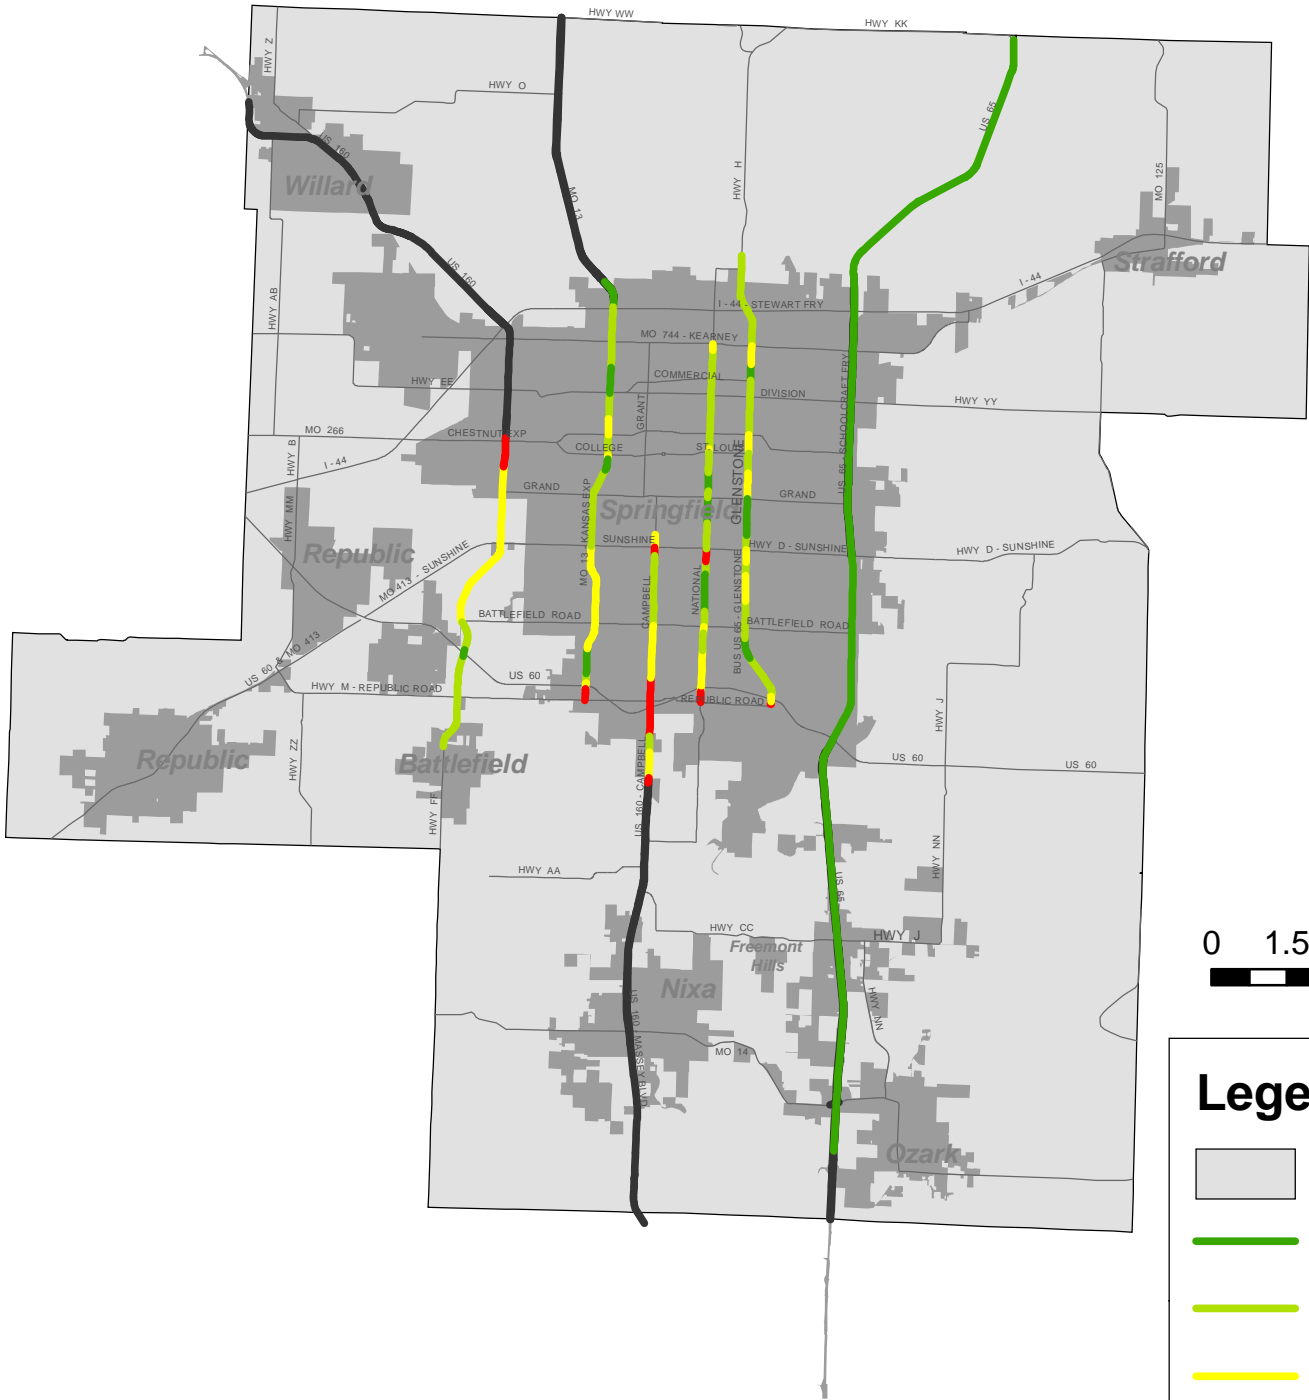 HWY WW
HWY KK
HWY Z
HWY O
US 65
US 160
Willard
MO 13
HWY H
MO 125
Strafford
I - 44
US 160
HWY AB
I - 44 - STEWART FRY
MO 744 - KEARNEY
COMMERCIAL
HWY EE
DIVISION
HWY YY
GRANT
US 65 - SCHOOLCRAFT FRY
MO 266
CHESTNUT EXP
COLLEGE
ST LOUIS
GLENSTONE
HWY B
I - 44
GRAND
GRAND
HWY MM
Springfield
MO 13 - KANSAS EXP
SUNSHINE
HWY D - SUNSHINE
HWY D - SUNSHINE
Republic
MO 413 - SUNSHINE
CAMPBELL
NATIONAL
BUS US 65 - GLENSTONE
BATTLEFIELD ROAD
BATTLEFIELD ROAD
US 60 & MO 413
HWY M - REPUBLIC ROAD
US 60
REPUBLIC ROAD
HWY J
Republic
HWY ZZ
Battlefield
US 160 - CAMPBELL
US 60
US 60
HWY FF
HWY NN
HWY AA
US 65
HWY CC
HWY J
Freemont
Hills
0 1.5
Nixa
HWY NN
US 160 - MASSEY BLVD
MO 14
Lege
Ozark